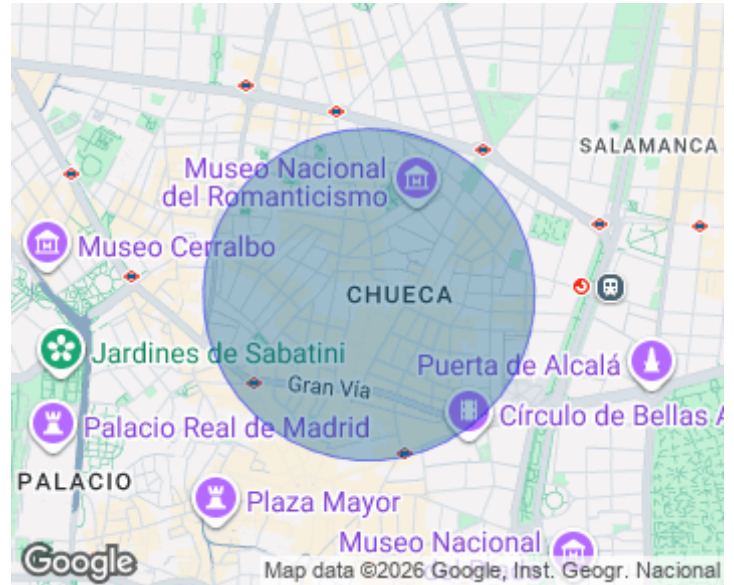 SALAMANCA
Museo Nacional
del Romanticismo
Museo Cerralbo
CHUECA
Jardines de Sabatini
Puerta de Alcalá
Gran Vía
Círculo de Bellas A
Palacio Real de Madrid
PALACIO
Plaza Mayor
Museo Nacional
Google
Map data ©2026 Google, Inst. Geogr. Nacional